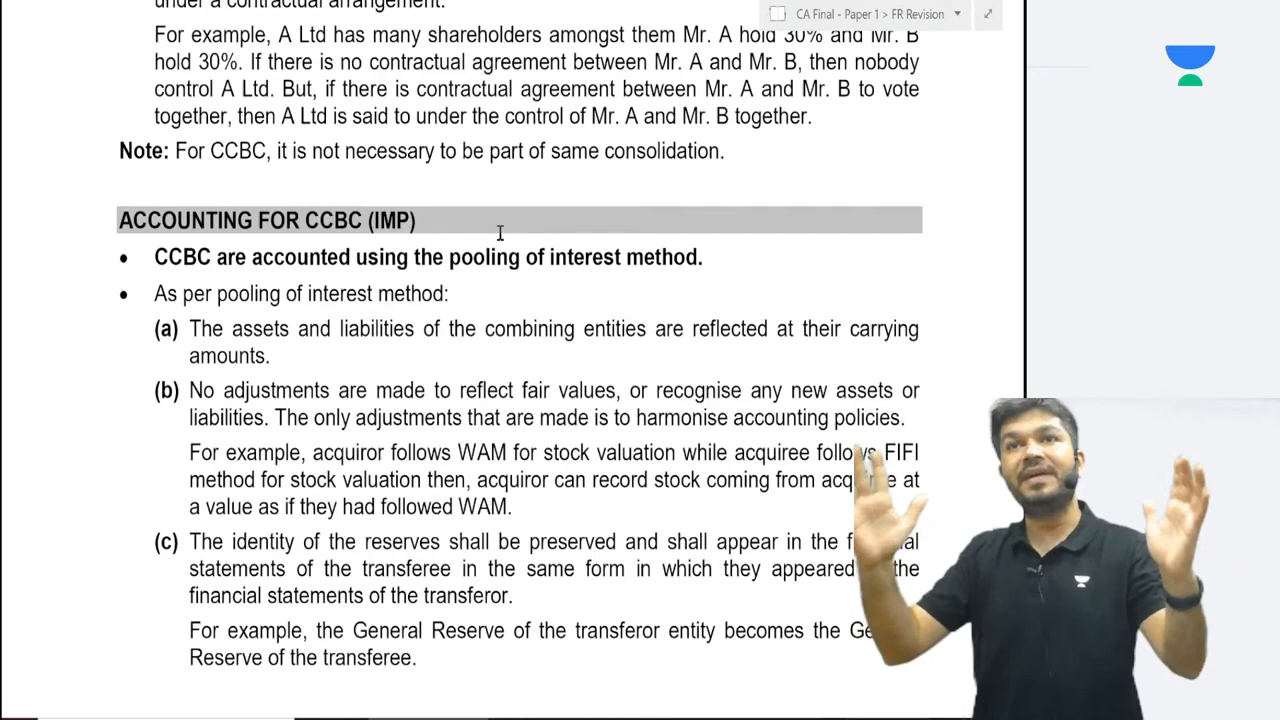 under a contractual arrangement.
CA Final - Paper 1 > FR Revision
For example, A Ltd has many shareholders amongst them Mr. A hold 30% and Mr. B
hold 30%. If there is no contractual agreement between Mr. A and Mr. B, then nobody
control A Ltd. But, if there is contractual agreement between Mr. A and Mr. B to vote
together, then A Ltd is said to under the control of Mr. A and Mr. B together.
Note: For CCBC, it is not necessary to be part of same consolidation.
ACCOUNTING FOR CCBC (IMP)
• CCBC are accounted using the pooling of interest method.
• As per pooling of interest method:
(a) The assets and liabilities of the combining entities are reflected at their carrying
amounts.
(b) No adjustments are made to reflect fair values, or recognise any new assets or
liabilities. The only adjustments that are made is to harmonise accounting policies.
For example, acquiror follows WAM for stock valuation while acquiree follows FIFI
method for stock valuation then, acquiror can record stock coming from at
a value as if they had followed WAM.
(c) The identity of the reserves shall be preserved and shall appear in the
statements of the transferee in the same form in which they appeared the
financial statements of the transferor.
For example, the General Reserve of the transferor entity becomes the
Reserve of the transferee.